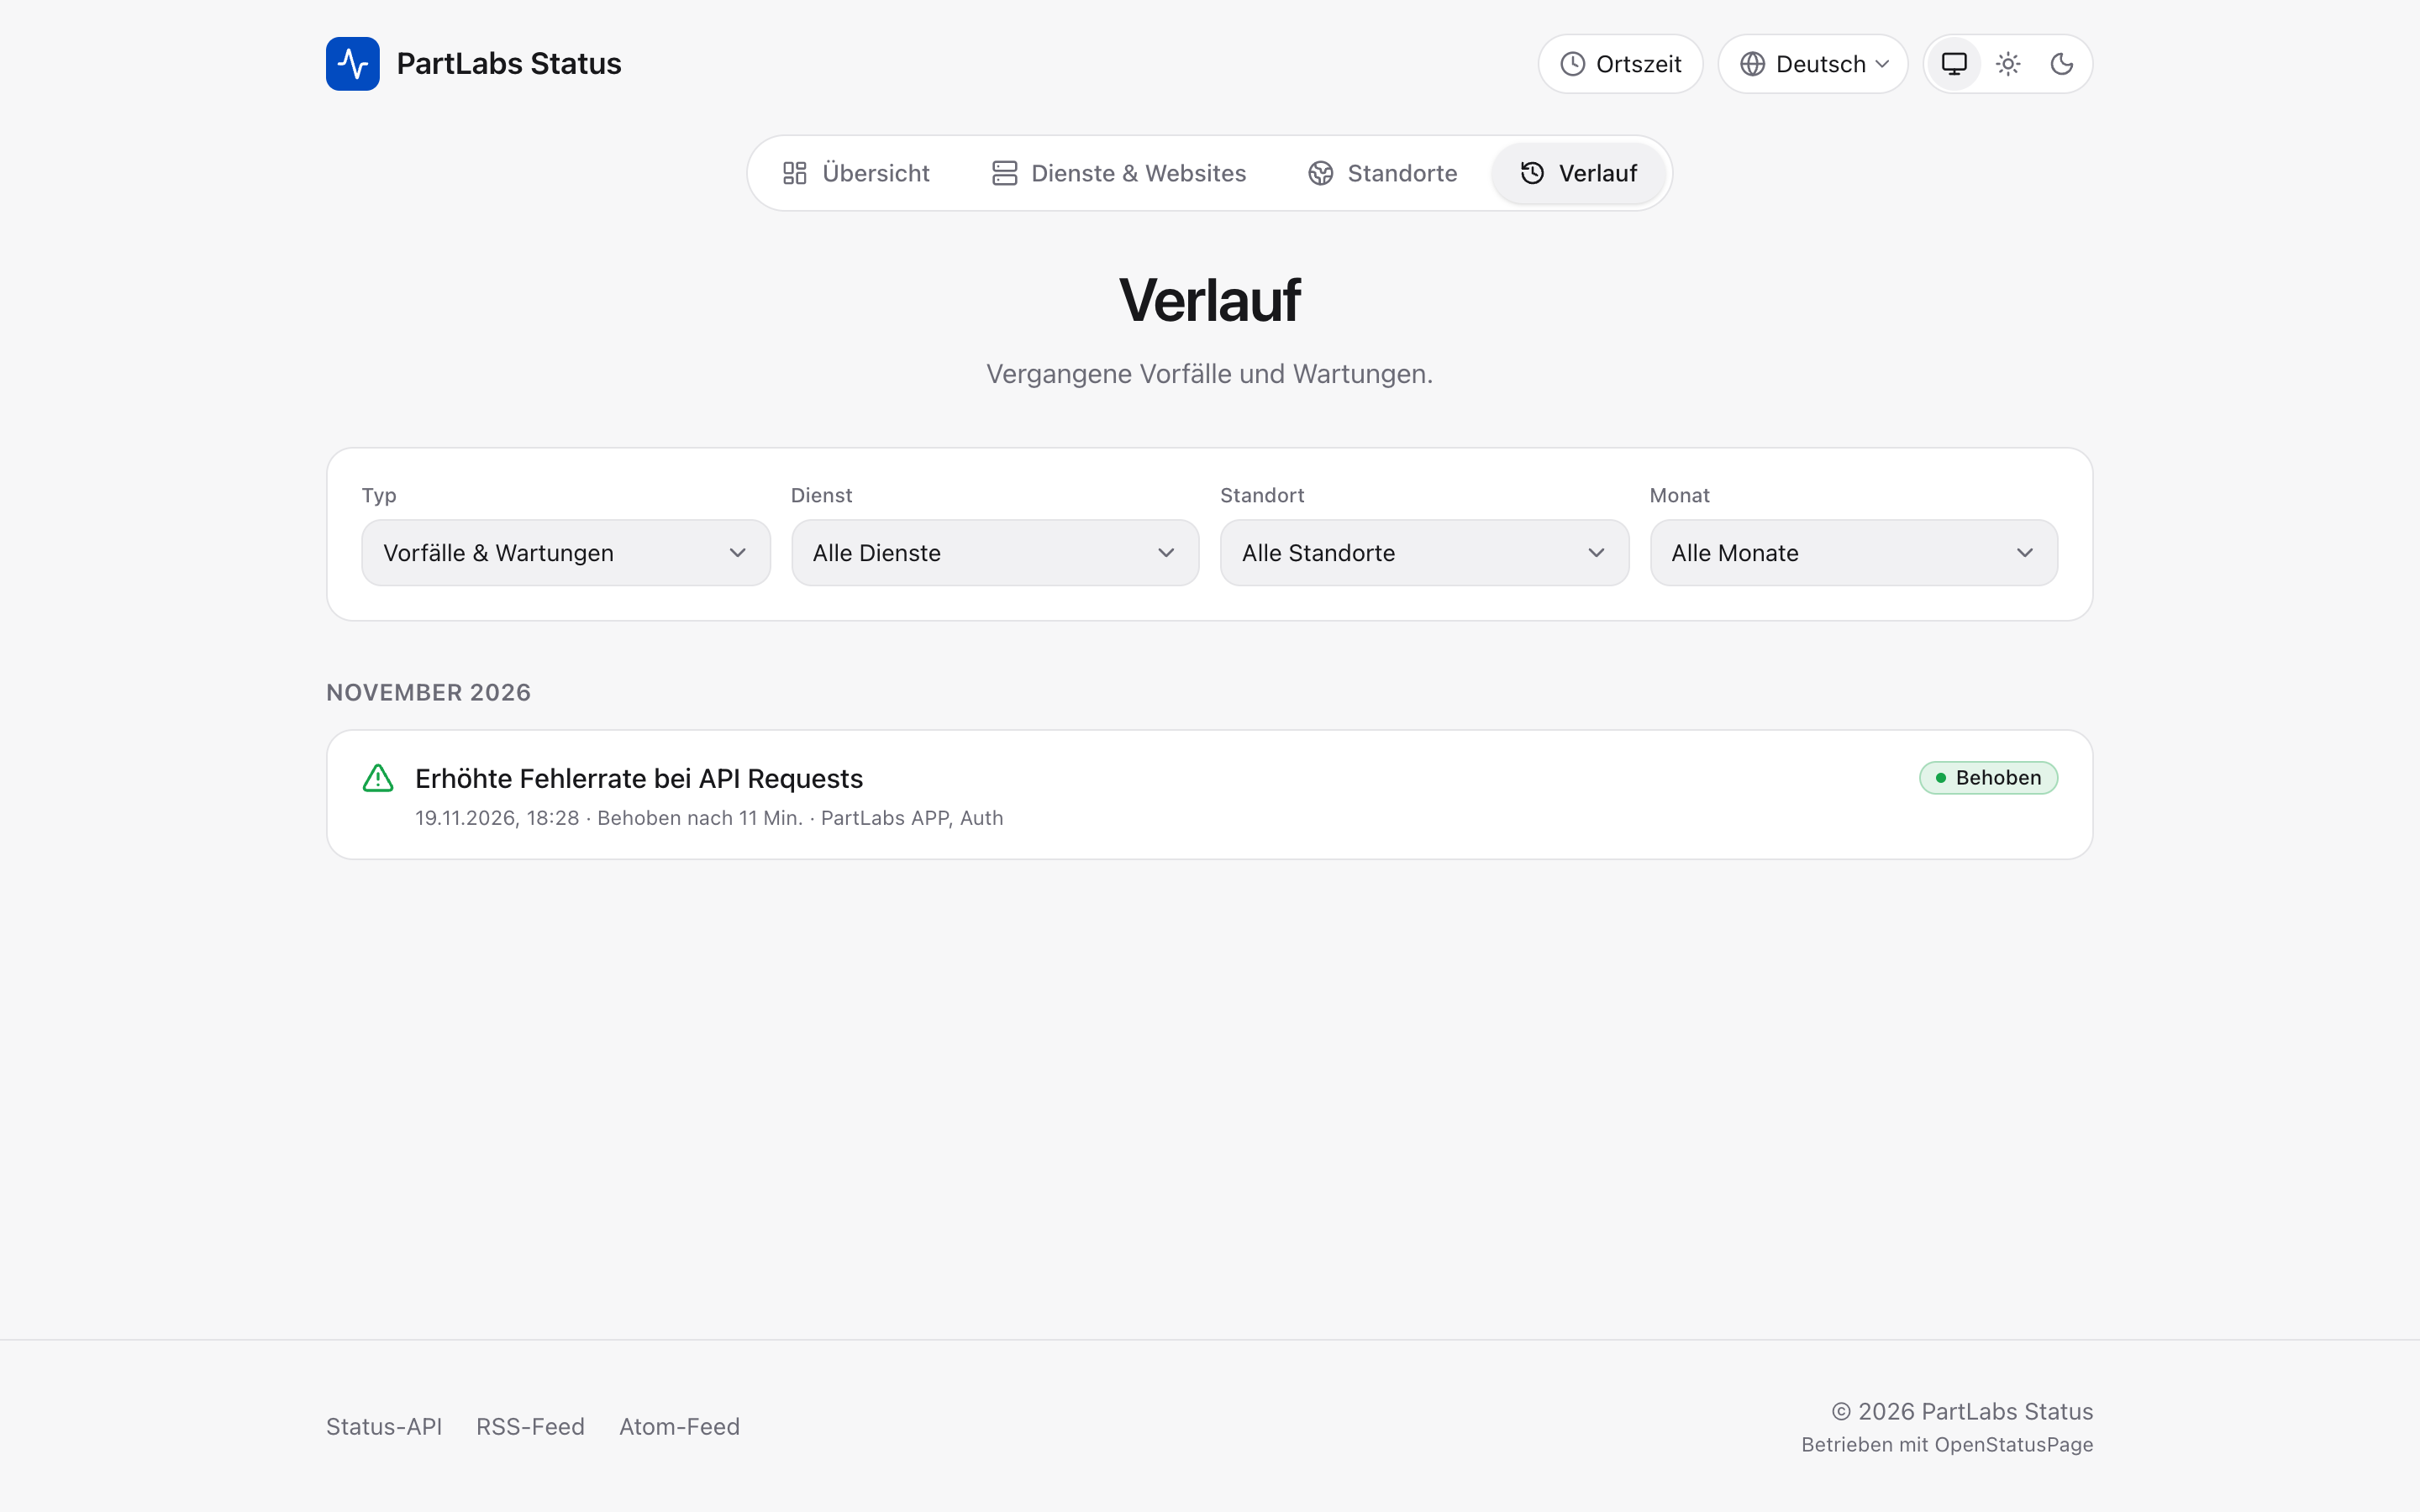 PartLabs Status
Ortszeit
Deutsch
Übersicht
Dienste & Websites
Standorte
Verlauf
Verlauf
Vergangene Vorfälle und Wartungen.
Typ
Dienst
Standort
Monat
Vorfälle & Wartungen
Alle Dienste
Alle Standorte
Alle Monate
NOVEMBER 2026
Erhöhte Fehlerrate bei API Requests
Behoben
19.11.2026, 18:28 · Behoben nach 11 Min. · PartLabs APP, Auth
Status-API
RSS-Feed
Atom-Feed
© 2026 PartLabs Status
Betrieben mit OpenStatusPage